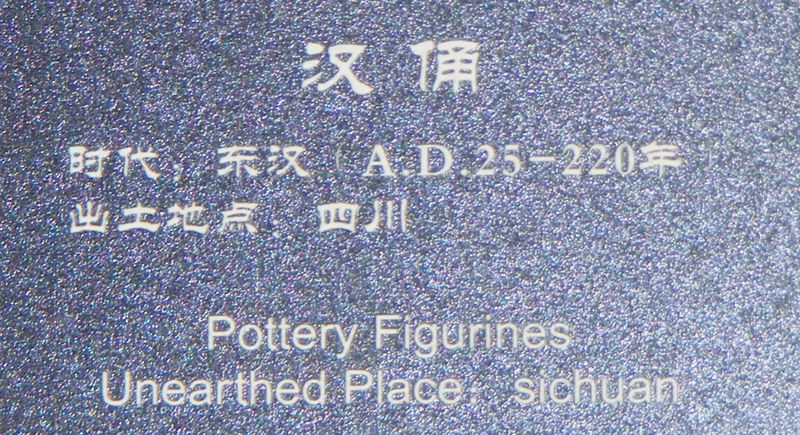 汉俑
时代：东汉（A.D.25-220年）
出土地点：四川
Pottery Figurines
Unearthed Place：sichuan